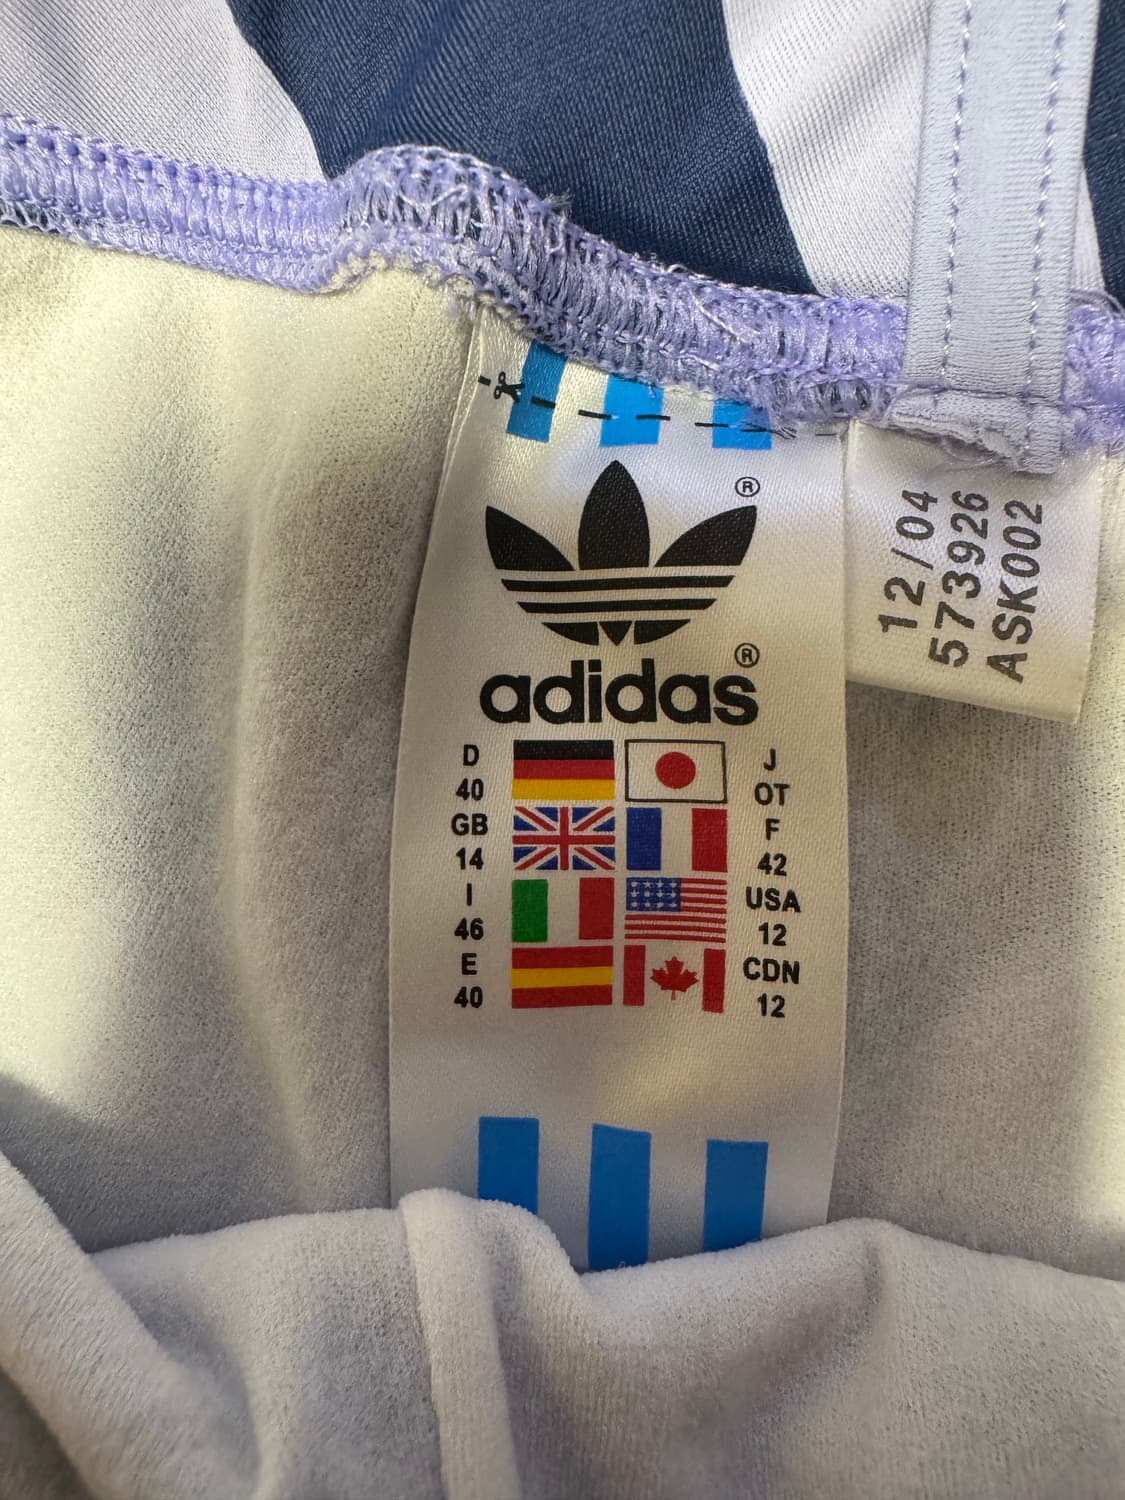 ®
®
adidas
D
40
GB
14
I
46
E
40
J
OT
F
42
USA
12
CDN
12
12/04
573926
ASK002